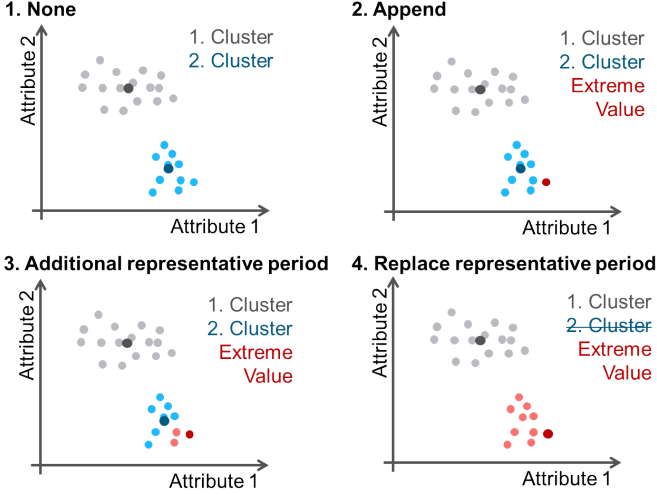 1. None
1. Cluster
2. Cluster
Attribute 2
Attribute 1
2. Append
1. Cluster
2. Cluster
Extreme
Value
Attribute 2
Attribute 1
3. Additional representative period
1. Cluster
2. Cluster
Extreme
Value
Attribute 2
Attribute 1
4. Replace representative period
1. Cluster
2. Cluster
Extreme
Value
Attribute 2
Attribute 1